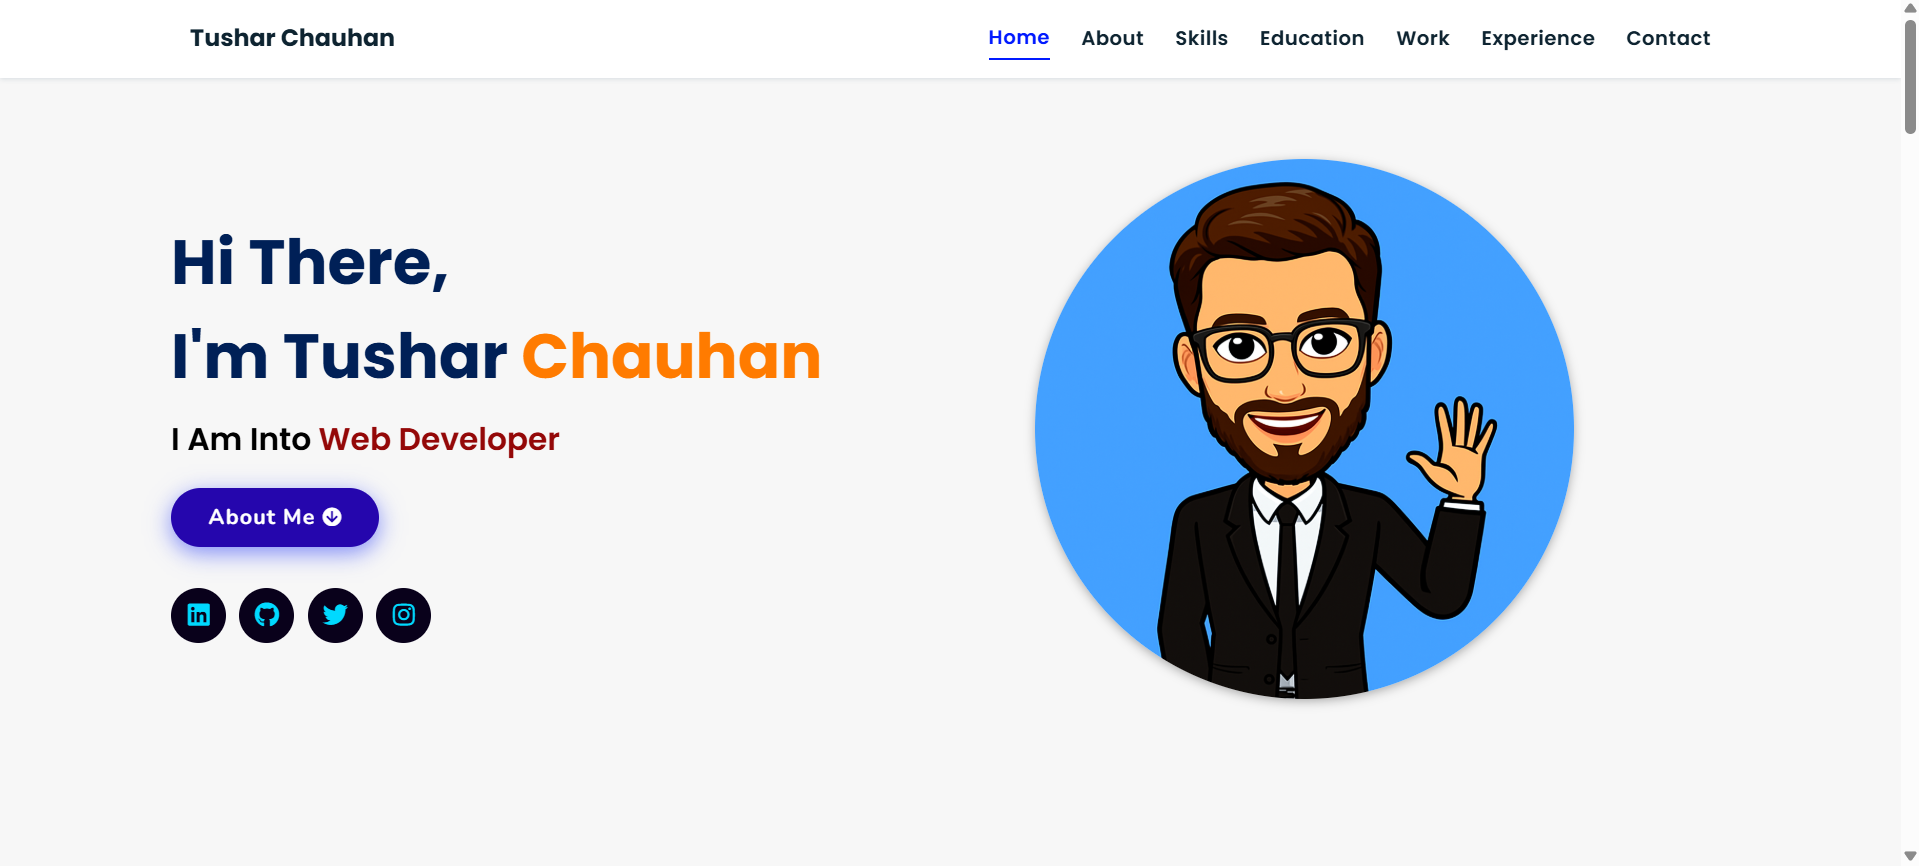 Tushar Chauhan
Home About Skills Education Work Experience Contact
Hi There,
I'm Tushar Chauhan
I Am Into Web Developer
About Me